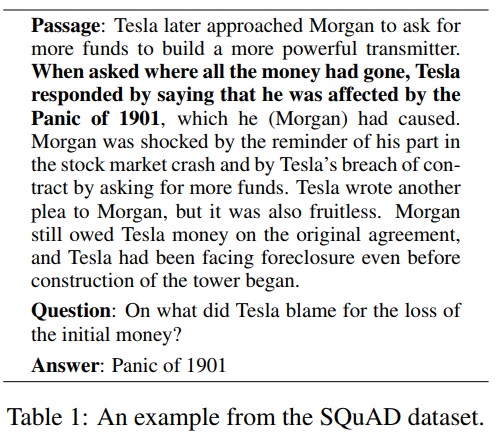 Passage: Tesla later approached Morgan to ask for
more funds to build a more powerful transmitter.
When asked where all the money had gone, Tesla
responded by saying that he was affected by the
Panic of 1901, which he (Morgan) had caused.
Morgan was shocked by the reminder of his part in
the stock market crash and by Tesla's breach of con-
tract by asking for more funds. Tesla wrote another
plea to Morgan, but it was also fruitless. Morgan
still owed Tesla money on the original agreement,
and Tesla had been facing foreclosure even before
construction of the tower began.
Question: On what did Tesla blame for the loss of
the initial money?
Answer: Panic of 1901
Table 1: An example from the SQuAD dataset.